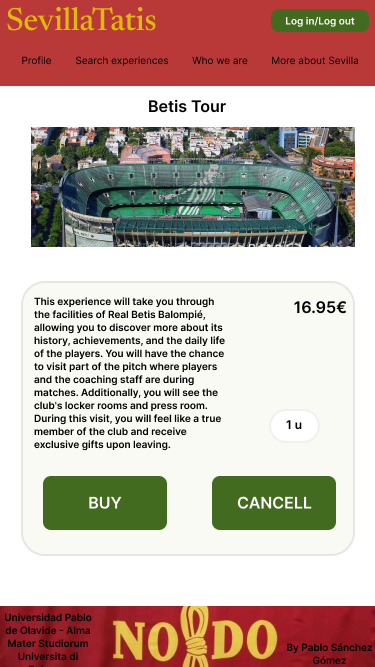 SevillaTatis
Log in/Log out
Profile
Search experiences
Who we are
More about Sevilla
Betis Tour
This experience will take you through
the facilities of Real Betis Balompié,
allowing you to discover more about its
history, achievements, and the daily life
of the players. You will have the chance
to visit part of the pitch where players
and the coaching staff are during
matches. Additionally, you will see the
club's locker rooms and press room.
During this visit, you will feel like a true
member of the club and receive
exclusive gifts upon leaving.
16.95€
1 u
BUY
CANCELL
Universidad Pablo
de Olavide - Alma
Mater Studiorum
Universita di
NO DO
By Pablo Sánchez
Gómez